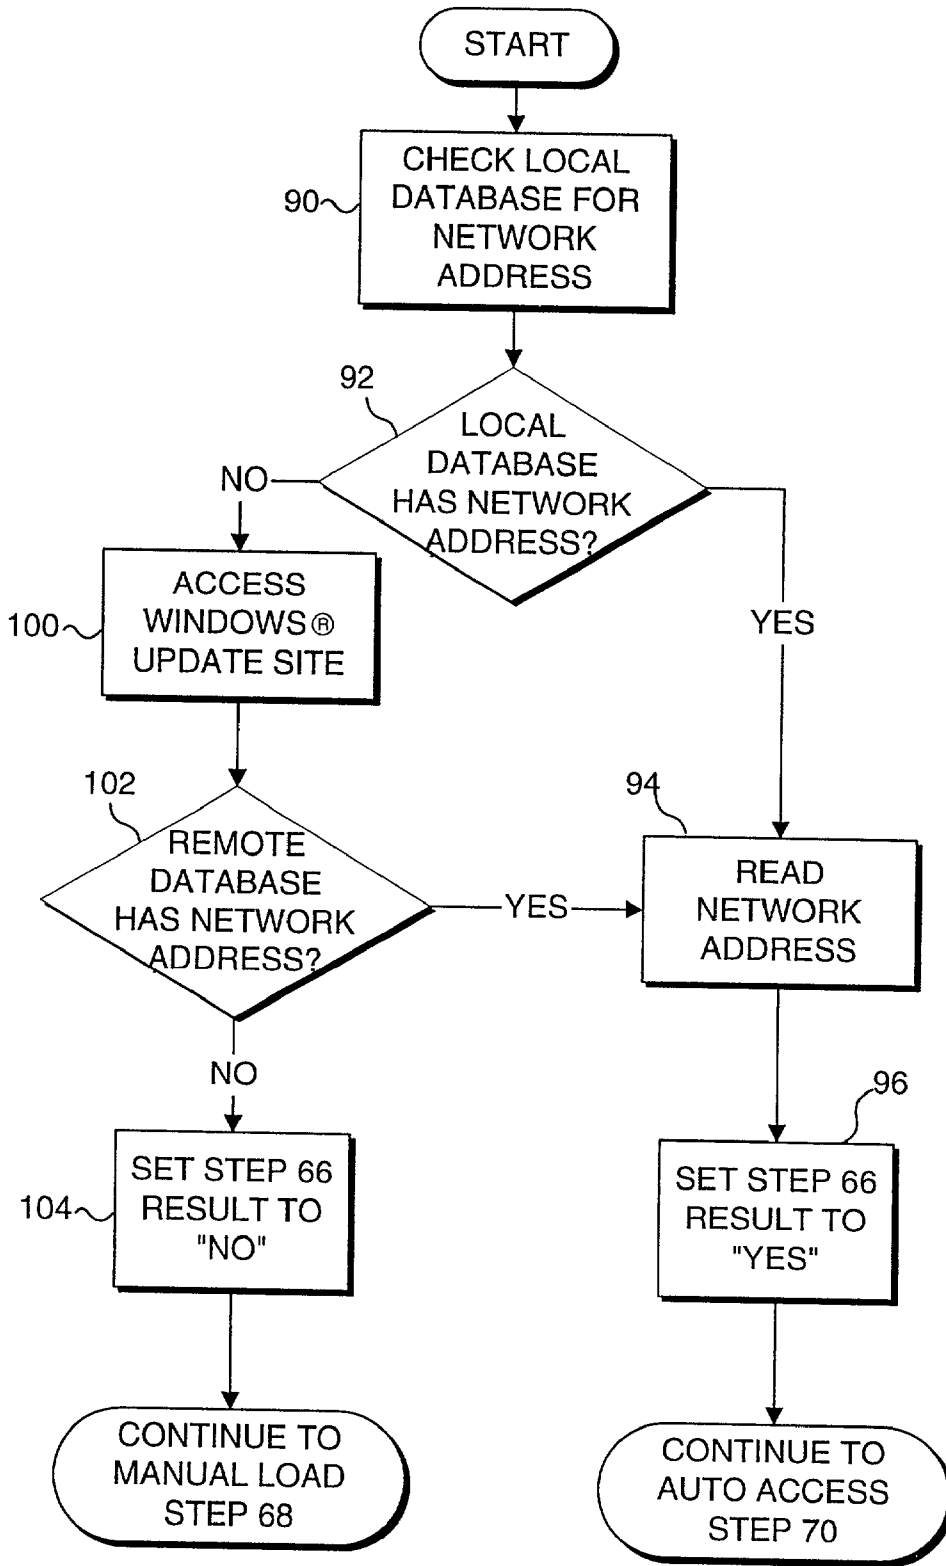 START
90
CHECK LOCAL
DATABASE FOR
NETWORK
ADDRESS
92
LOCAL
DATABASE
HAS NETWORK
ADDRESS?
NO
YES
100
ACCESS
WINDOWS®
UPDATE SITE
102
REMOTE
DATABASE
HAS NETWORK
ADDRESS?
YES
94
READ
NETWORK
ADDRESS
NO
96
104
SET STEP 66
RESULT TO
"NO"
SET STEP 66
RESULT TO
"YES"
CONTINUE TO
MANUAL LOAD
STEP 68
CONTINUE TO
AUTO ACCESS
STEP 70